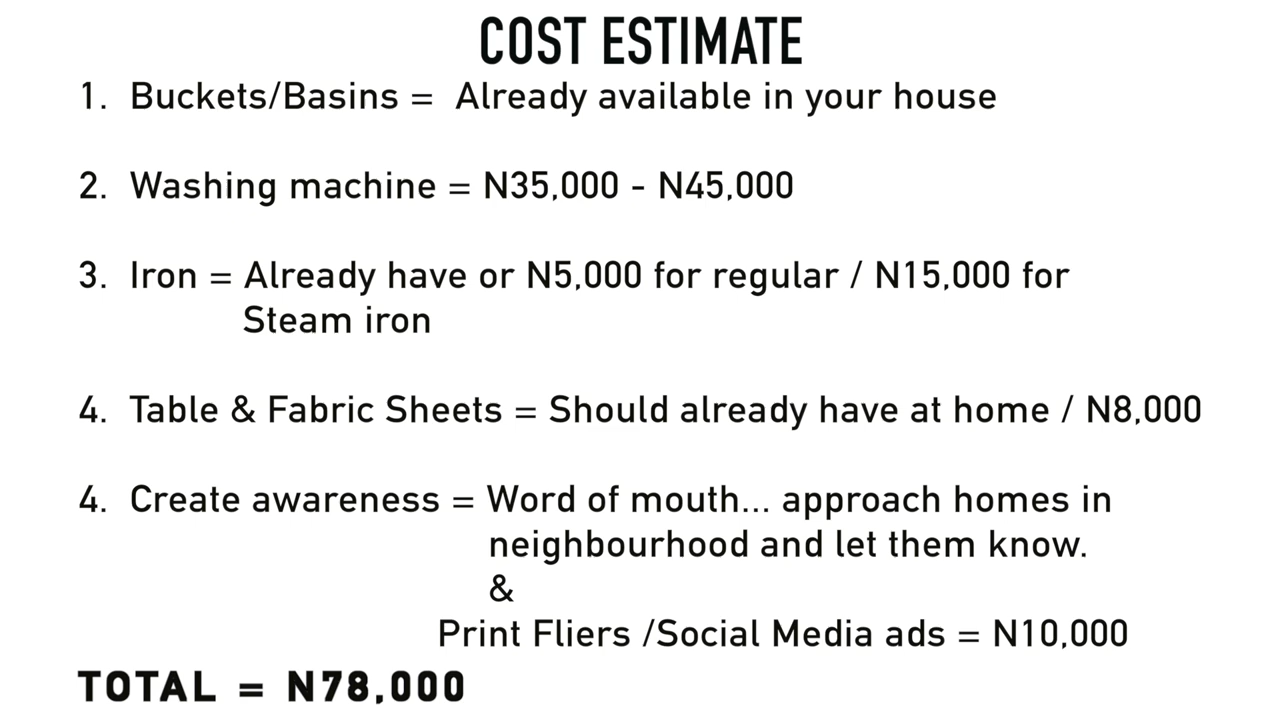 COST ESTIMATE
1. Buckets/Basins = Already available in your house
2. Washing machine = N35,000 - N45,000
3. Iron = Already have or N5,000 for regular / N15,000 for
Steam iron
4. Table & Fabric Sheets = Should already have at home / N8,000
4. Create awareness = Word of mouth... approach homes in
neighbourhood and let them know.
&
Print Fliers /Social Media ads = N10,000
TOTAL = N78,000